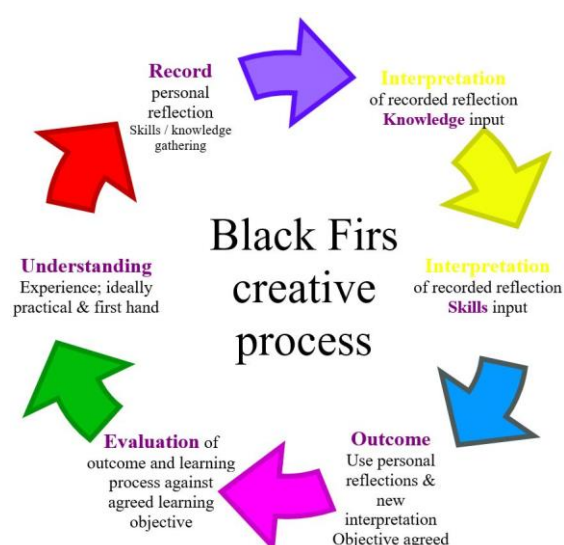 Record
personal
reflection
Skills / knowledge
gathering
Interpretation
of recorded reflection
Knowledge input
Black Firs
creative
process
Interpretation
of recorded reflection
Skills input
Outcome
Use personal
reflections &
new
interpretation
Objective agreed
Evaluation of
outcome and learning
process against
agreed learning
objective
Understanding
Experience; ideally
practical & first hand